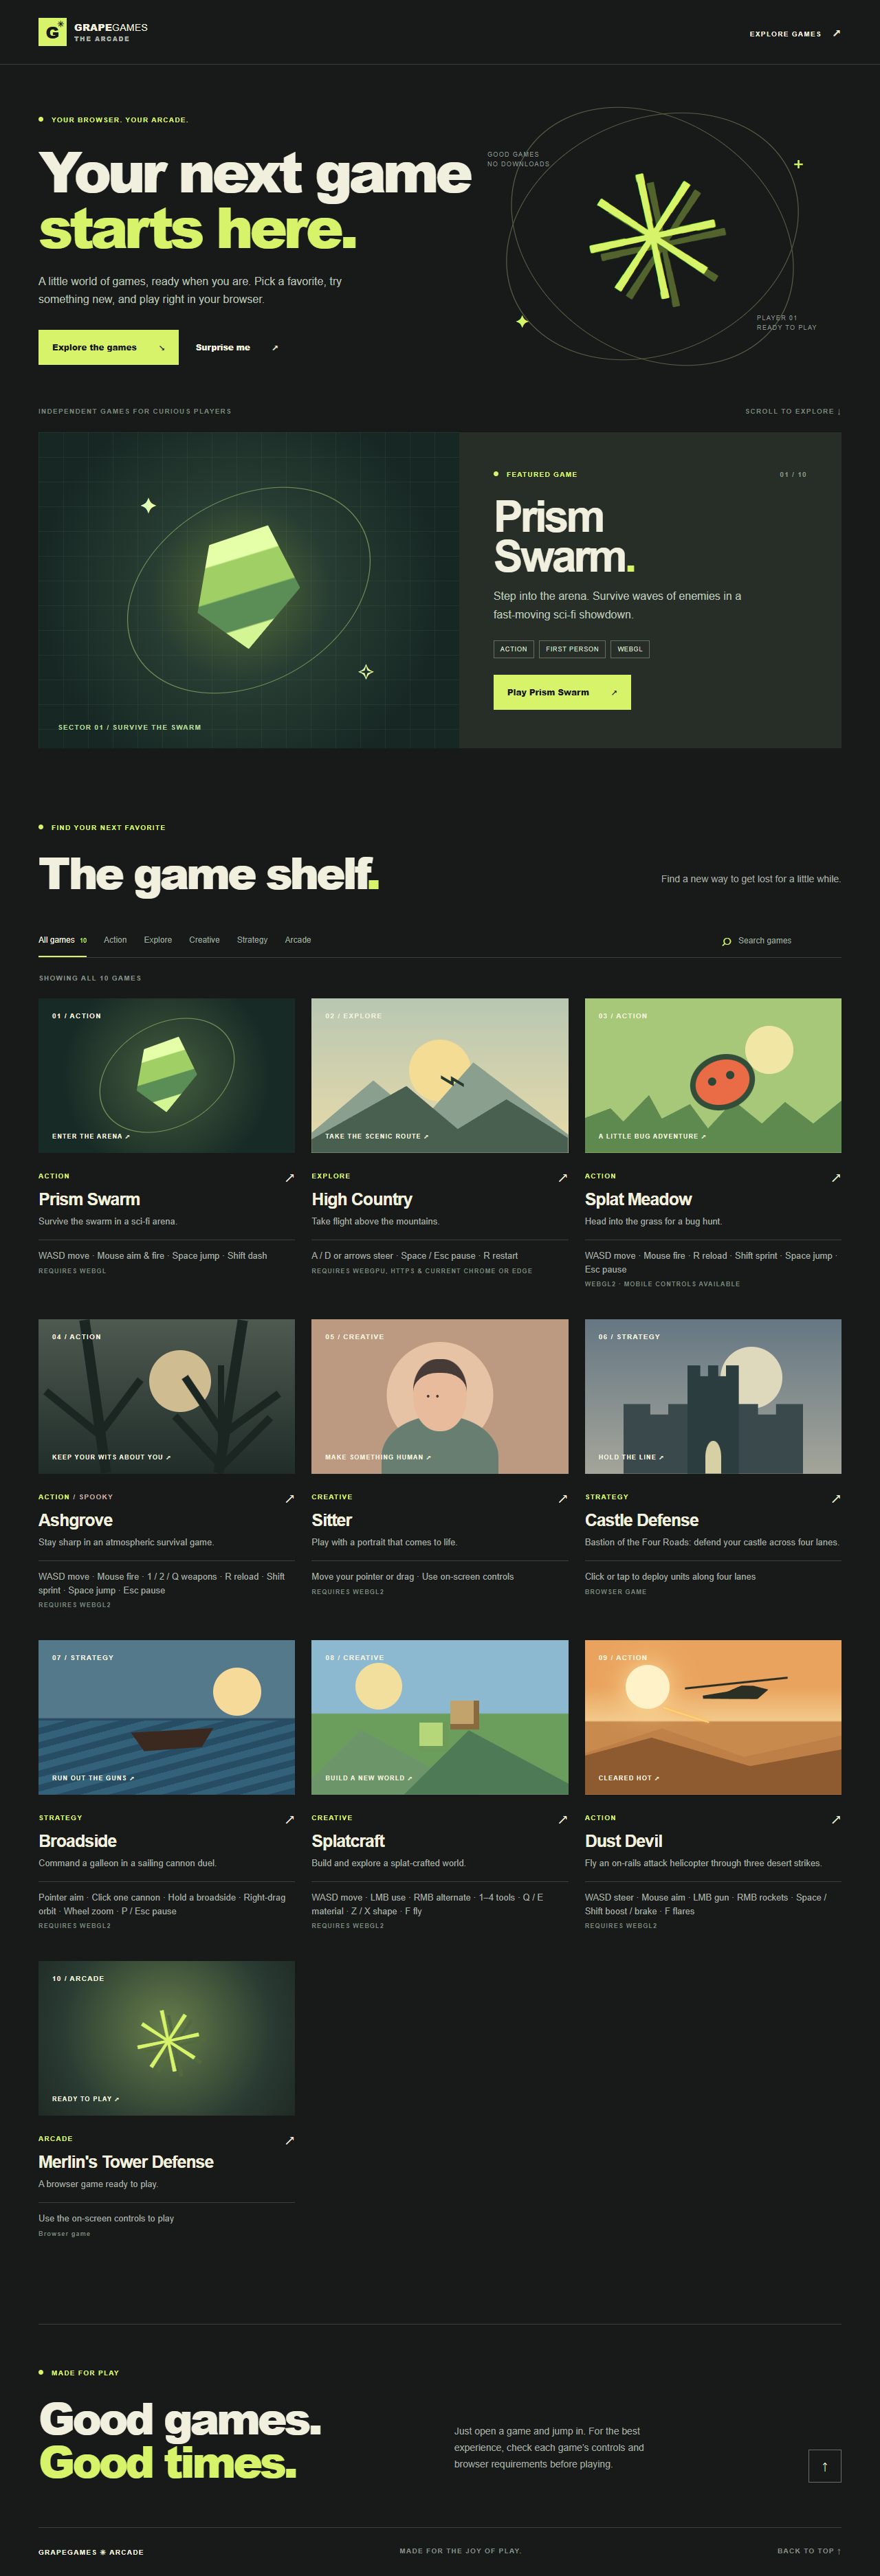 G
GRAPEGAMES
THE ARCADE
EXPLORE GAMES ↗
YOUR BROWSER. YOUR ARCADE.
Your next game
starts here.
A little world of games, ready when you are. Pick a favorite, try
something new, and play right in your browser.
Explore the games ↘
Surprise me ↗
GOOD GAMES
NO DOWNLOADS
PLAYER 01
READY TO PLAY
INDEPENDENT GAMES FOR CURIOUS PLAYERS
SCROLL TO EXPLORE ↓
SECTOR 01 / SURVIVE THE SWARM
FEATURED GAME
01 / 10
Prism
Swarm.
Step into the arena. Survive waves of enemies in a
fast-moving sci-fi showdown.
ACTION
FIRST PERSON
WEBGL
Play Prism Swarm ↗
FIND YOUR NEXT FAVORITE
The game shelf.
Find a new way to get lost for a little while.
All games 10
Action
Explore
Creative
Strategy
Arcade
Search games
SHOWING ALL 10 GAMES
01 / ACTION
ENTER THE ARENA ↗
ACTION ↗
Prism Swarm
Survive the swarm in a sci-fi arena.
WASD move · Mouse aim & fire · Space jump · Shift dash
REQUIRES WEBGL
02 / EXPLORE
TAKE THE SCENIC ROUTE ↗
EXPLORE ↗
High Country
Take flight above the mountains.
A / D or arrows steer · Space / Esc pause · R restart
REQUIRES WEBGPU, HTTPS & CURRENT CHROME OR EDGE
03 / ACTION
A LITTLE BUG ADVENTURE ↗
ACTION ↗
Splat Meadow
Head into the grass for a bug hunt.
WASD move · Mouse fire · R reload · Shift sprint · Space jump ·
Esc pause
WEBGL2 · MOBILE CONTROLS AVAILABLE
04 / ACTION
KEEP YOUR WITS ABOUT YOU ↗
ACTION / SPOOKY ↗
Ashgrove
Stay sharp in an atmospheric survival game.
WASD move · Mouse fire · 1 / 2 / Q weapons · R reload · Shift
sprint · Space jump · Esc pause
REQUIRES WEBGL2
05 / CREATIVE
MAKE SOMETHING HUMAN ↗
CREATIVE ↗
Sitter
Play with a portrait that comes to life.
Move your pointer or drag · Use on-screen controls
REQUIRES WEBGL2
06 / STRATEGY
HOLD THE LINE ↗
STRATEGY ↗
Castle Defense
Bastion of the Four Roads: defend your castle across four lanes.
Click or tap to deploy units along four lanes
BROWSER GAME
07 / STRATEGY
RUN OUT THE GUNS ↗
STRATEGY ↗
Broadside
Command a galleon in a sailing cannon duel.
Pointer aim · Click one cannon · Hold a broadside · Right-drag
orbit · Wheel zoom · P / Esc pause
REQUIRES WEBGL2
08 / CREATIVE
BUILD A NEW WORLD ↗
CREATIVE ↗
Splatcraft
Build and explore a splat-crafted world.
WASD move · LMB use · RMB alternate · 1–4 tools · Q / E
material · Z / X shape · F fly
REQUIRES WEBGL2
09 / ACTION
CLEARED HOT ↗
ACTION ↗
Dust Devil
Fly an on-rails attack helicopter through three desert strikes.
WASD steer · Mouse aim · LMB gun · RMB rockets · Space /
Shift boost / brake · F flares
REQUIRES WEBGL2
10 / ARCADE
READY TO PLAY ↗
ARCADE ↗
Merlin's Tower Defense
A browser game ready to play.
Use the on-screen controls to play
Browser game
MADE FOR PLAY
Good games.
Good times.
Just open a game and jump in. For the best
experience, check each game's controls and
browser requirements before playing.
↑
GRAPEGAMES ✳ ARCADE
MADE FOR THE JOY OF PLAY.
BACK TO TOP ↑